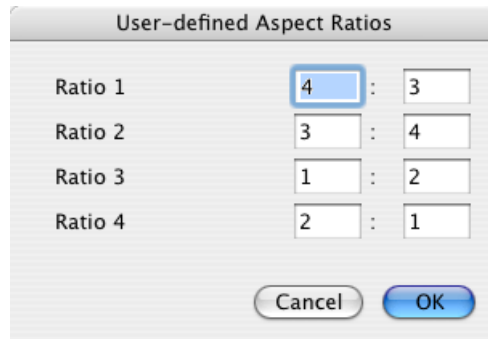 User-defined Aspect Ratios
Ratio 1 4 : 3
Ratio 2 3 : 4
Ratio 3 1 : 2
Ratio 4 2 : 1
Cancel OK